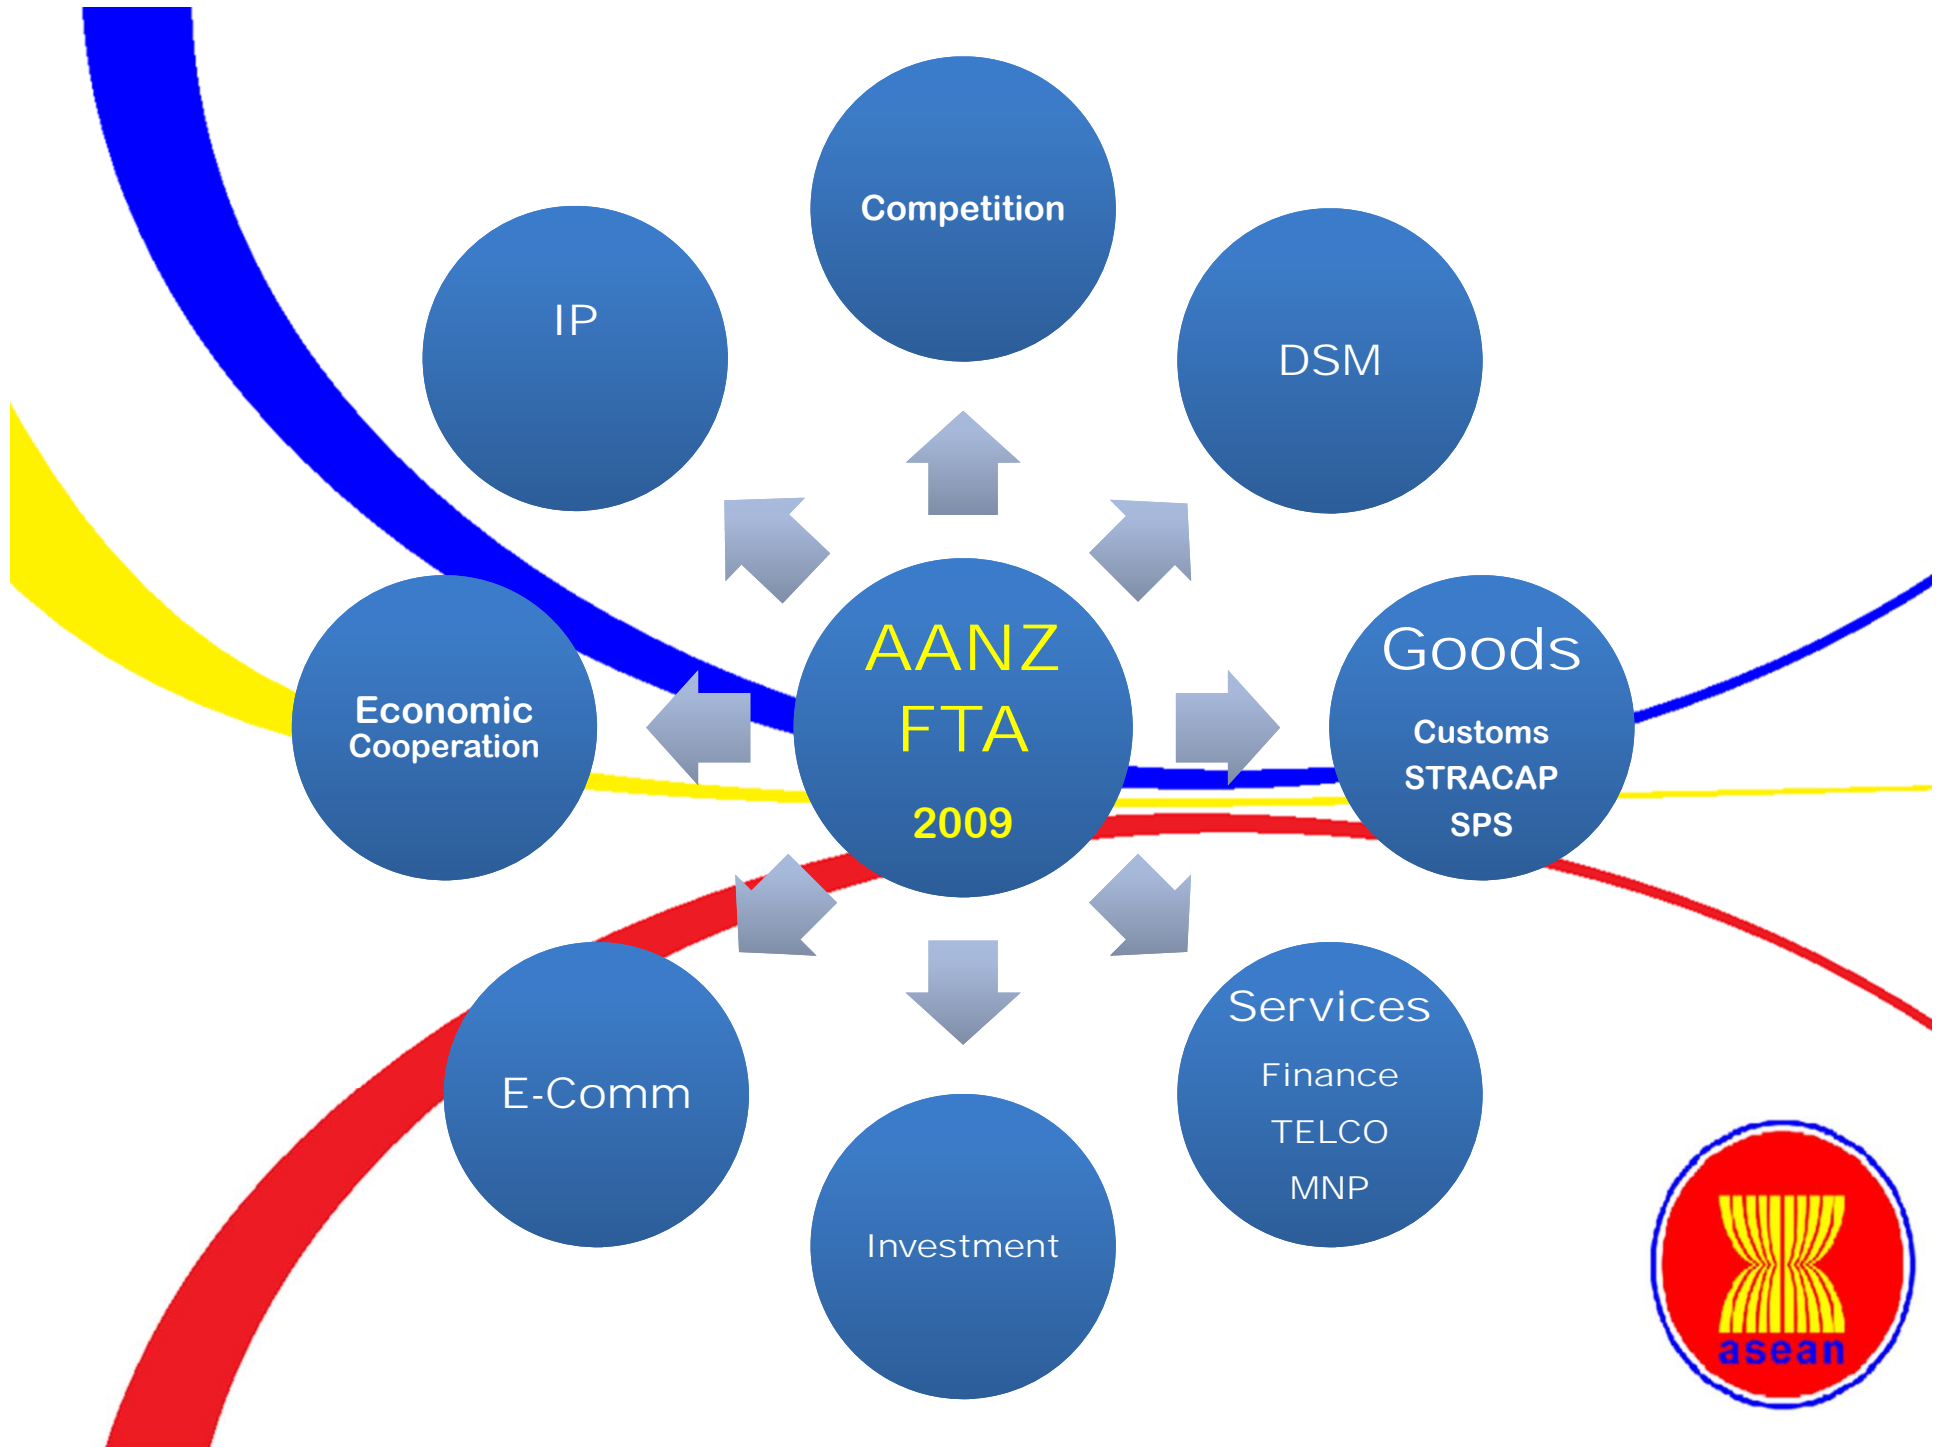 Competition
IP
DSM
AANZ
FTA
2009
Goods
Customs
STRACAP
SPS
Economic
Cooperation
E-Comm
Services
Finance
TELCO
MNP
Investment
asean